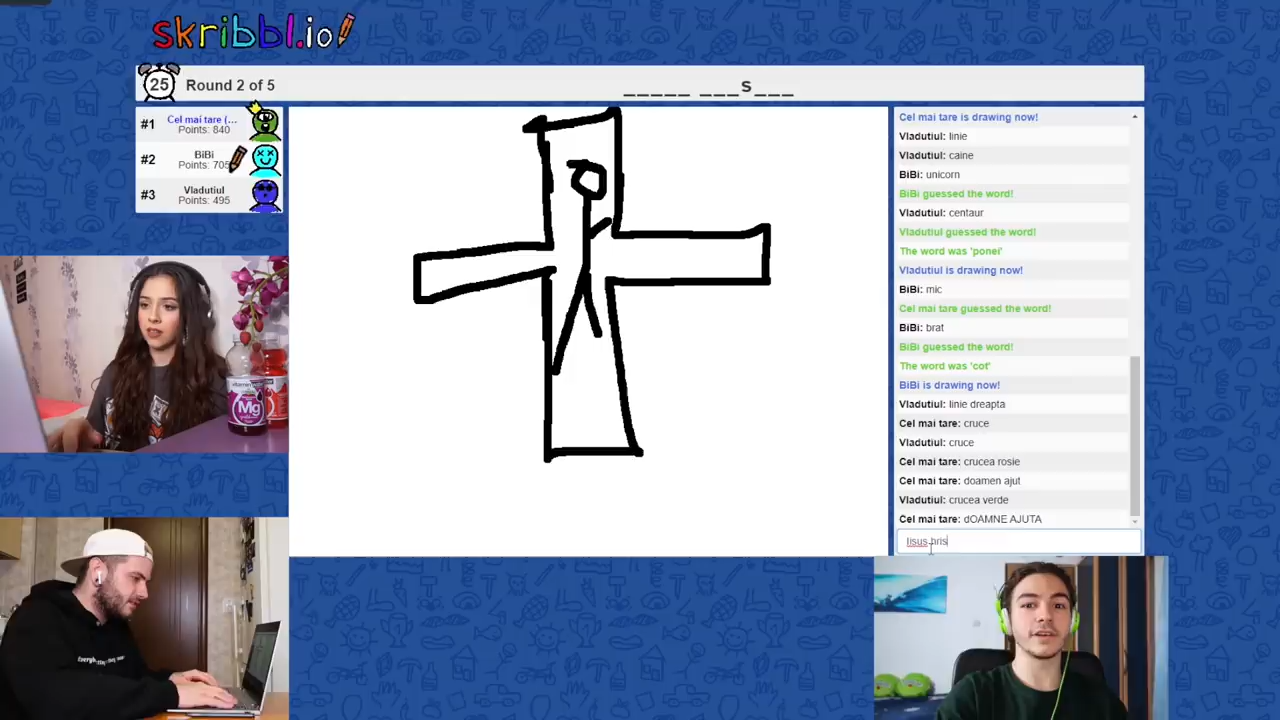 skribbl.io
25
Round 2 of 5
_____ ___s___
#1
Cel mai tare (...
Points: 840
#2
BiBi
Points: 705
#3
Vladutiul
Points: 495
Cel mai tare is drawing now!
Vladutiul: linie
Vladutiul: caine
BiBi: unicorn
BiBi guessed the word!
Vladutiul: centaur
Vladutiul guessed the word!
The word was 'ponei'
Vladutiul is drawing now!
BiBi: mic
Cel mai tare guessed the word!
BiBi: brat
BiBi guessed the word!
The word was 'cot'
BiBi is drawing now!
Vladutiul: linie dreapta
Cel mai tare: cruce
Vladutiul: cruce
Cel mai tare: crucea rosie
Cel mai tare: doamen ajut
Vladutiul: crucea verde
Cel mai tare: dOAMNE AJUTA
Iisus hris
Mg